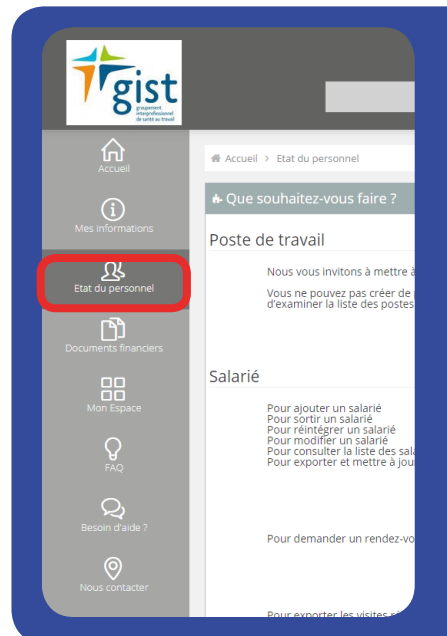 gist
groupement
interprofessionnel
de santé au travail
Accueil
Mes informations
Etat du personnel
Documents financiers
Mon Espace
FAQ
Besoin d'aide ?
Nous contacter
Accueil > Etat du personnel
Que souhaitez-vous faire ?
Poste de travail
Nous vous invitons à mettre à
Vous ne pouvez pas créer de
d'examiner la liste des postes
Salarié
Pour ajouter un salarié
Pour sortir un salarié
Pour réintégrer un salarié
Pour modifier un salarié
Pour consulter la liste des sala
Pour exporter et mettre à jou
Pour demander un rendez-vo
Pour exporter les visites